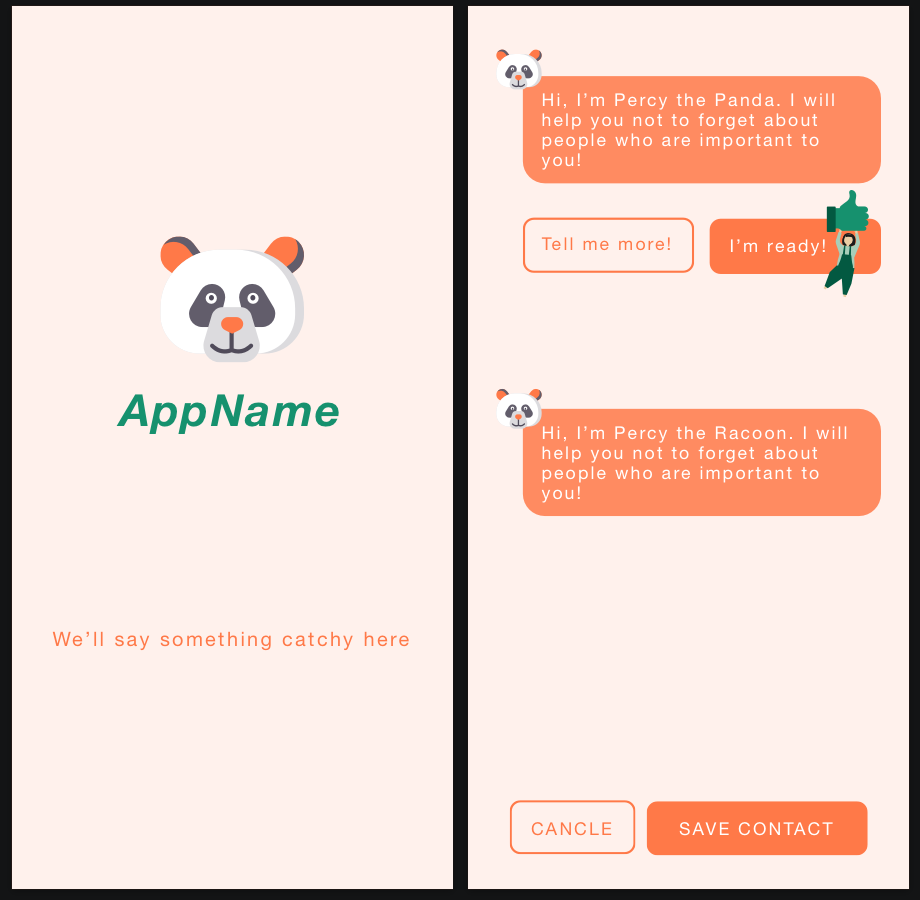 AppName
We’ll say something catchy here
Hi, I’m Percy the Panda. I will
help you not to forget about
people who are important to
you!
Tell me more!
I’m ready!
Hi, I’m Percy the Racoon. I will
help you not to forget about
people who are important to
you!
CANCLE
SAVE CONTACT